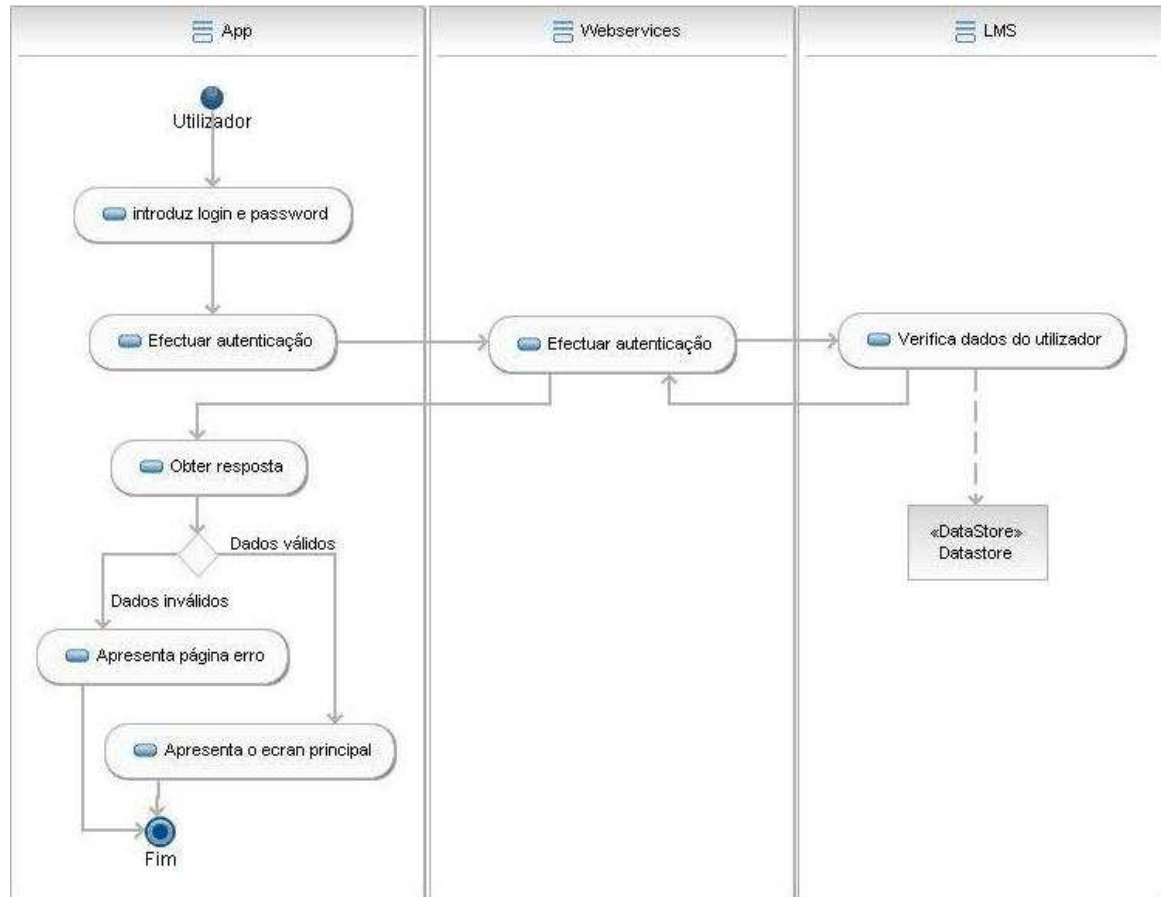 App
Webservices
LMS
Utilizador
introduz login e password
Efectuar autenticação
Efectuar autenticação
Verifica dados do utilizador
Obter resposta
«DataStore»
Datastore
Dados válidos
Dados inválidos
Apresenta página erro
Apresenta o ecran principal
Fim